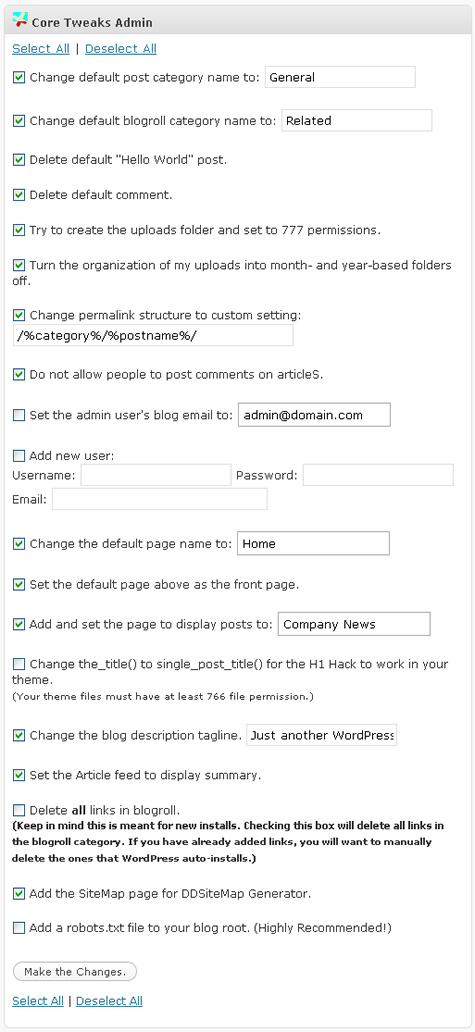 Core Tweaks Admin
Select All | Deselect All
Change default post category name to: General
Change default blogroll category name to: Related
Delete default "Hello World" post.
Delete default comment.
Try to create the uploads folder and set to 777 permissions.
Turn the organization of my uploads into month- and year-based folders
off.
Change permalink structure to custom setting:
/%category%/%postname%/
Do not allow people to post comments on articleS.
Set the admin user's blog email to: admin@domain.com
Add new user:
Username: Password:
Email:
Change the default page name to: Home
Set the default page above as the front page.
Add and set the page to display posts to: Company News
Change the_title() to single_post_title() for the H1 Hack to work in your
theme.
(Your theme files must have at least 766 file permission.)
Change the blog description tagline. Just another WordPress
Set the Article feed to display summary.
Delete all links in blogroll.
(Keep in mind this is meant for new installs. Checking this box will delete all links in
the blogroll category. If you have already added links, you will want to manually
delete the ones that WordPress auto-installs.)
Add the SiteMap page for DDSiteMap Generator.
Add a robots.txt file to your blog root. (Highly Recommended!)
Make the Changes.
Select All | Deselect All